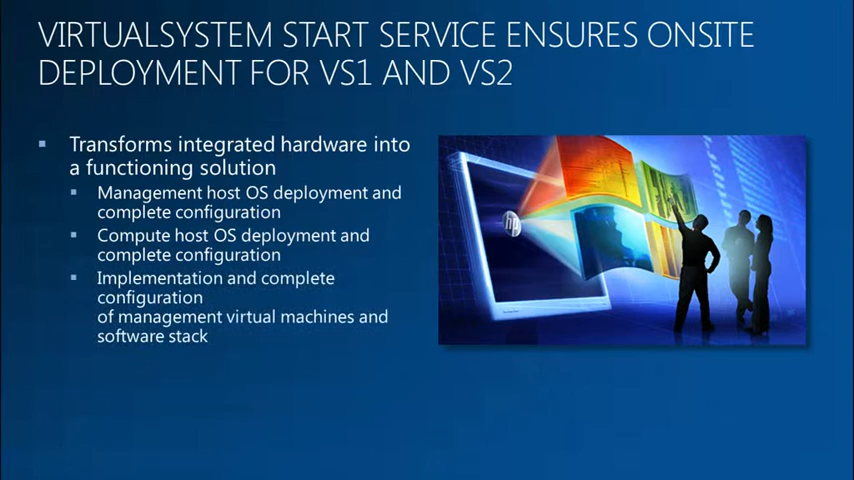 VIRTUALSYSTEM START SERVICE ENSURES ONSITE
DEPLOYMENT FOR VS1 AND VS2
Transforms integrated hardware into
a functioning solution
Management host OS deployment and
complete configuration
Compute host OS deployment and
complete configuration
Implementation and complete
configuration
of management virtual machines and
software stack
hp